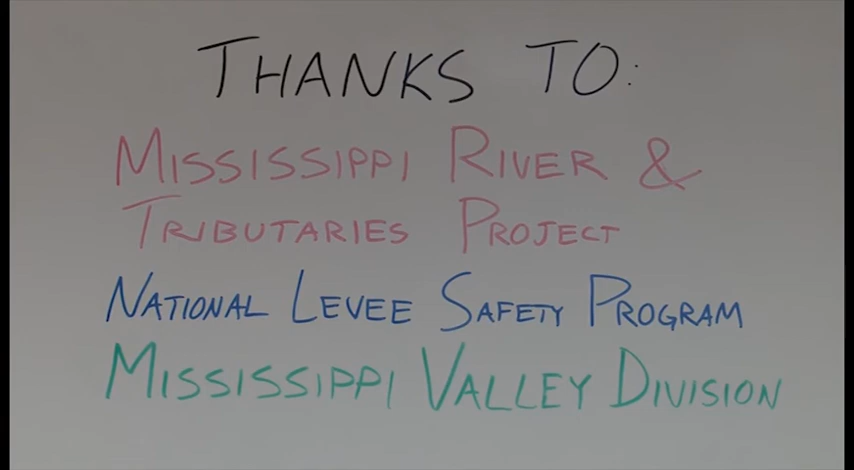 THANKS TO:
MISSISSIPPI RIVER &
TRIBUTARIES PROJECT
NATIONAL LEVEE SAFETY PROGRAM
MISSISSIPPI VALLEY DIVISION